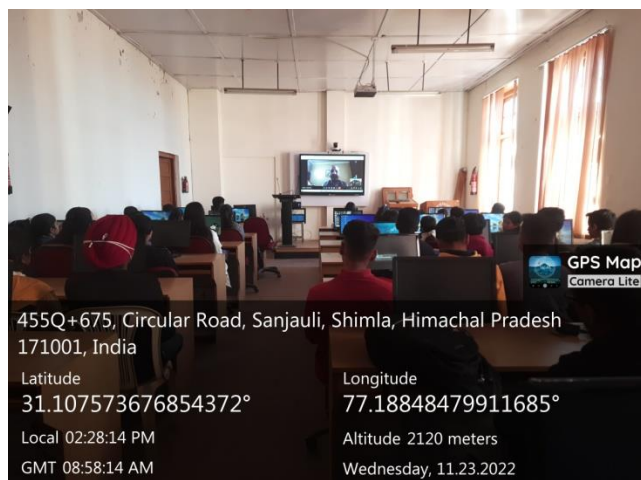 GPS Map
Camera Lite
455Q+675, Circular Road, Sanjauli, Shimla, Himachal Pradesh
171001, India
Latitude
31.107573676854372°
Longitude
77.18848479911685°
Local 02:28:14 PM
Altitude 2120 meters
GMT 08:58:14 AM
Wednesday, 11.23.2022